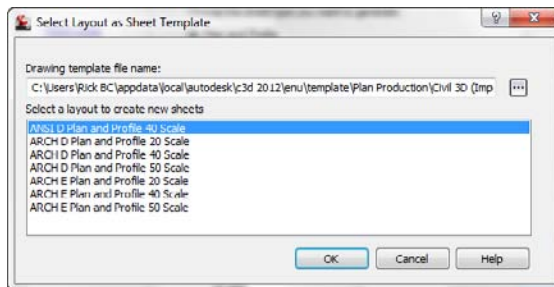 Select Layout as Sheet Template
Drawing template file name:
C:\Users\Rick BC\appdata\local\autodesk\c3d 2012\enu\template\Plan Production\Civil 3D (Imp
Select a layout to create new sheets
ANSI D Plan and Profile 40 Scale
ARCH D Plan and Profile 20 Scale
ARCH D Plan and Profile 40 Scale
ARCH D Plan and Profile 50 Scale
ARCH E Plan and Profile 20 Scale
ARCH E Plan and Profile 40 Scale
ARCH E Plan and Profile 50 Scale
OK Cancel Help